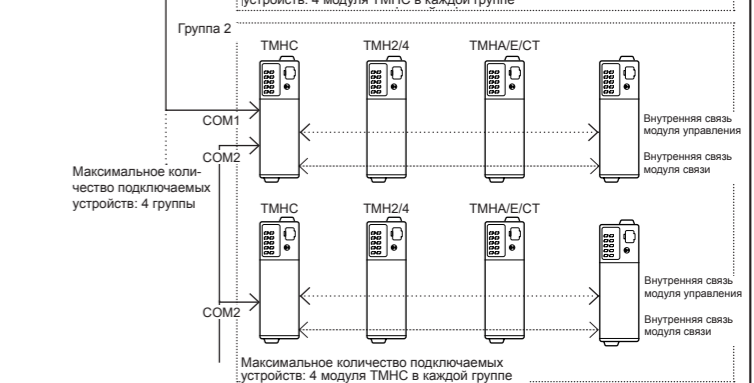 устройств: 4 модуля ТМНС в каждой группе
Группа 2
TMHC
TMH2/4
TMHA/E/CT
COM1
COM2
Внутренняя связь
модуля управления
Внутренняя связь
модуля связи
Максимальное коли-
чество подключаемых
устройств: 4 группы
TMHC
TMH2/4
TMHA/E/CT
COM2
Внутренняя связь
модуля управления
Внутренняя связь
модуля связи
Максимальное количество подключаемых
устройств: 4 модуля TMHC в каждой группе